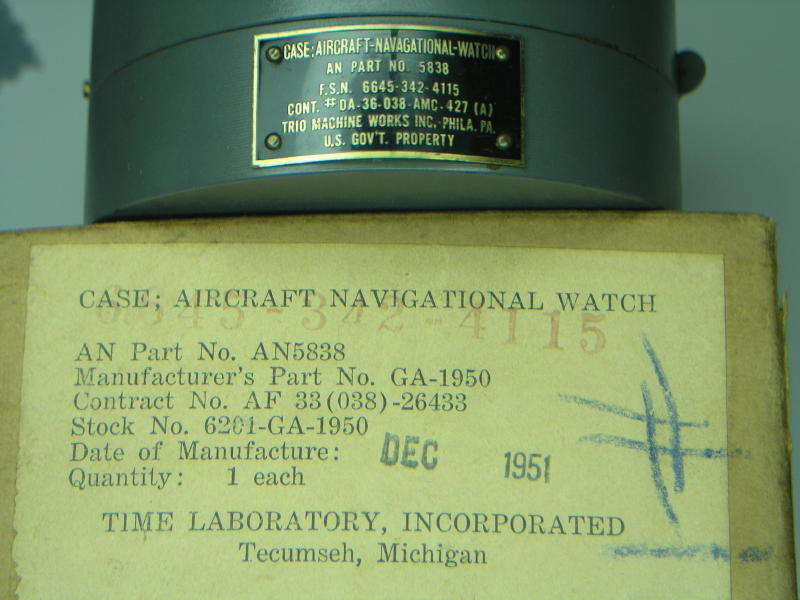 CASE;AIRCRAFT-NAVAGATIONAL-WATCH
AN PART NO. 5838
F.S.N. 6645-342-4115
CONT. #DA-36-038-AMC-427 (A)
TRIO MACHINE WORKS INC.-PHILA. PA.
U.S. GOV'T. PROPERTY
CASE; AIRCRAFT NAVIGATIONAL WATCH
6645-342-4115
AN Part No. AN5838
Manufacturer's Part No. GA-1950
Contract No. AF 33(038)-26433
Stock No. 6201-GA-1950
Date of Manufacture: DEC 1951
Quantity: 1 each
TIME LABORATORY, INCORPORATED
Tecumseh, Michigan